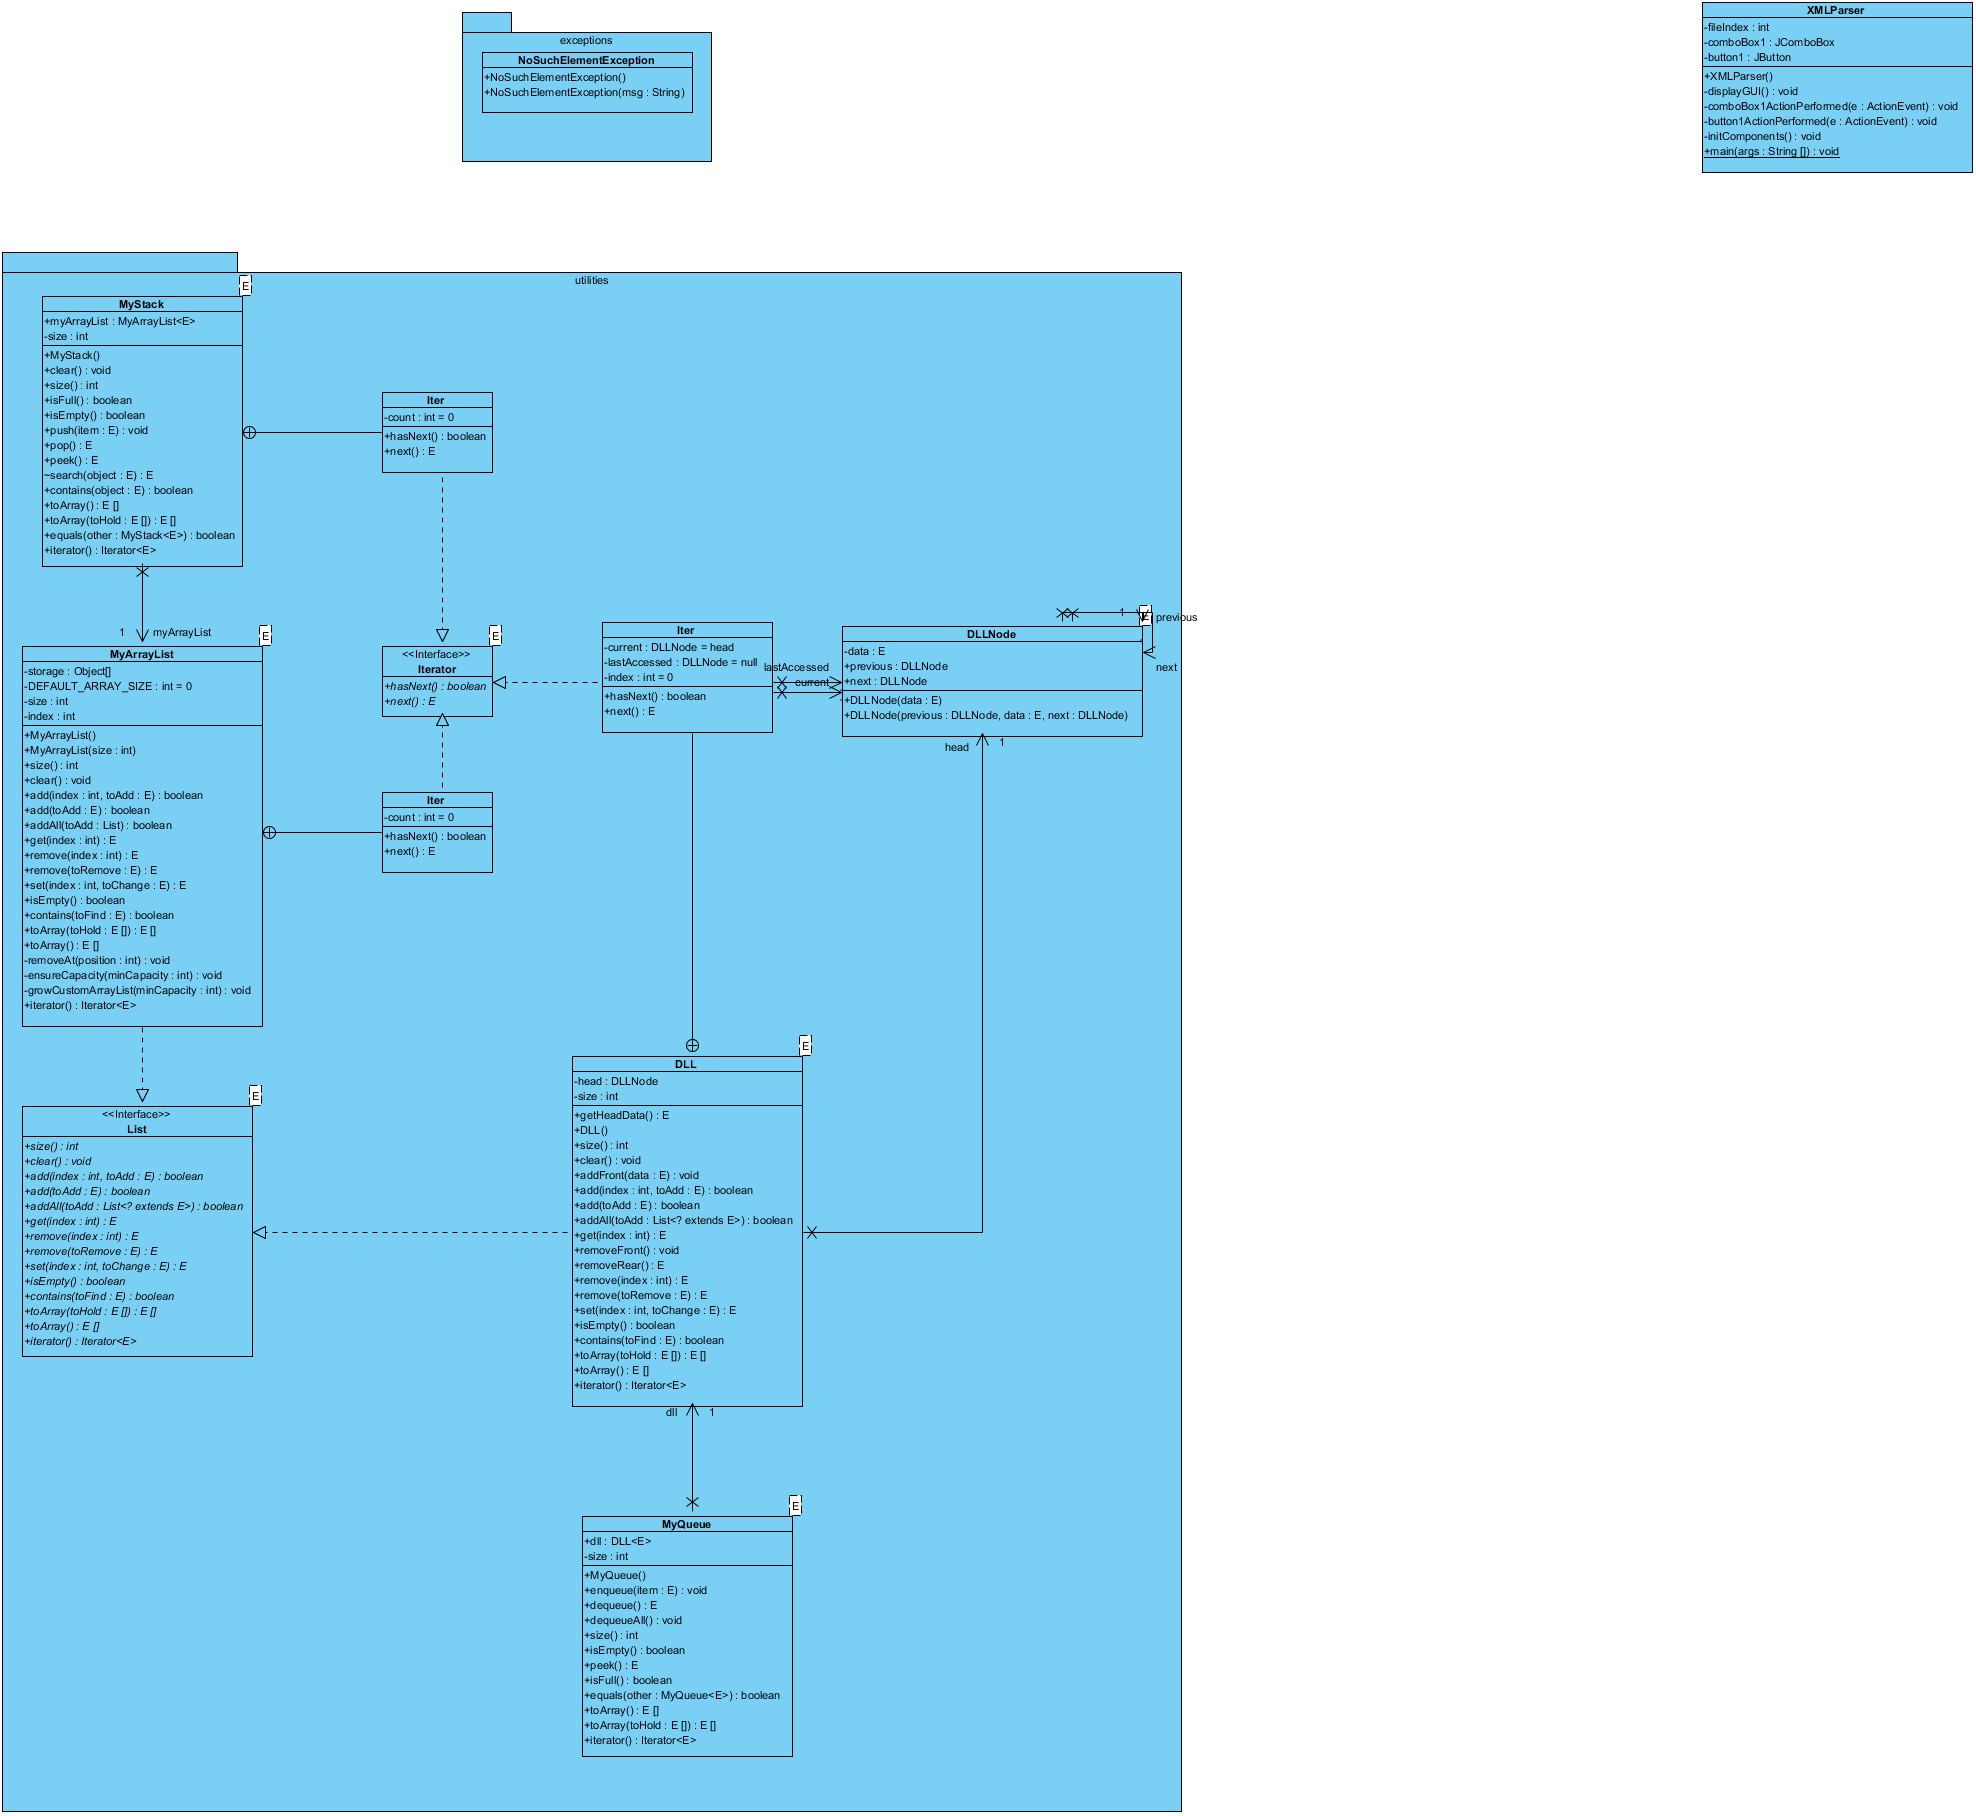 exceptions
NoSuchElementException
+NoSuchElementException()
+NoSuchElementException(msg : String)
XMLParser
-fileIndex : int
-comboBox1 : JComboBox
-button1 : JButton
+XMLParser()
-displayGUI() : void
-comboBox1ActionPerformed(e : ActionEvent) : void
-button1ActionPerformed(e : ActionEvent) : void
-initComponents() : void
+main(args : String []) : void
utilities
E
MyStack
+myArrayList : MyArrayList<E>
-size : int
+MyStack()
+clear() : void
+size() : int
+isFull() : boolean
+isEmpty() : boolean
+push(item : E) : void
+pop() : E
+peek() : E
~search(object : E) : E
+contains(object : E) : boolean
+toArray() : E []
+toArray(toHold : E []) : E []
+equals(other : MyStack<E>) : boolean
+iterator() : Iterator<E>
Iter
-count : int = 0
+hasNext() : boolean
+next() : E
1
myArrayList
E
MyArrayList
-storage : Object[]
-DEFAULT_ARRAY_SIZE : int = 0
-size : int
-index : int
+MyArrayList()
+MyArrayList(size : int)
+size() : int
+clear() : void
+add(index : int, toAdd : E) : boolean
+add(toAdd : E) : boolean
+addAll(toAdd : List) : boolean
+get(index : int) : E
+remove(index : int) : E
+remove(toRemove : E) : E
+set(index : int, toChange : E) : E
+isEmpty() : boolean
+contains(toFind : E) : boolean
+toArray(toHold : E []) : E []
+toArray() : E []
-removeAt(position : int) : void
-ensureCapacity(minCapacity : int) : void
-growCustomArrayList(minCapacity : int) : void
+iterator() : Iterator<E>
E
<<Interface>>
Iterator
+hasNext() : boolean
+next() : E
Iter
-count : int = 0
+hasNext() : boolean
+next() : E
Iter
-current : DLLNode = head
-lastAccessed : DLLNode = null
-index : int = 0
+hasNext() : boolean
+next() : E
lastAccessed
current
1
E
previous
next
DLLNode
-data : E
+previous : DLLNode
+next : DLLNode
+DLLNode(data : E)
+DLLNode(previous : DLLNode, data : E, next : DLLNode)
head
1
E
<<Interface>>
List
+size() : int
+clear() : void
+add(index : int, toAdd : E) : boolean
+add(toAdd : E) : boolean
+addAll(toAdd : List<? extends E>) : boolean
+get(index : int) : E
+remove(index : int) : E
+remove(toRemove : E) : E
+set(index : int, toChange : E) : E
+isEmpty() : boolean
+contains(toFind : E) : boolean
+toArray(toHold : E []) : E []
+toArray() : E []
+iterator() : Iterator<E>
E
DLL
-head : DLLNode
-size : int
+getHeadData() : E
+DLL()
+size() : int
+clear() : void
+addFront(data : E) : void
+add(index : int, toAdd : E) : boolean
+add(toAdd : E) : boolean
+addAll(toAdd : List<? extends E>) : boolean
+get(index : int) : E
+removeFront() : void
+removeRear() : E
+remove(index : int) : E
+remove(toRemove : E) : E
+set(index : int, toChange : E) : E
+isEmpty() : boolean
+contains(toFind : E) : boolean
+toArray(toHold : E []) : E []
+toArray() : E []
+iterator() : Iterator<E>
dll
1
E
MyQueue
+dll : DLL<E>
-size : int
+MyQueue()
+enqueue(item : E) : void
+dequeue() : E
+dequeueAll() : void
+size() : int
+isEmpty() : boolean
+peek() : E
+isFull() : boolean
+equals(other : MyQueue<E>) : boolean
+toArray() : E []
+toArray(toHold : E []) : E []
+iterator() : Iterator<E>